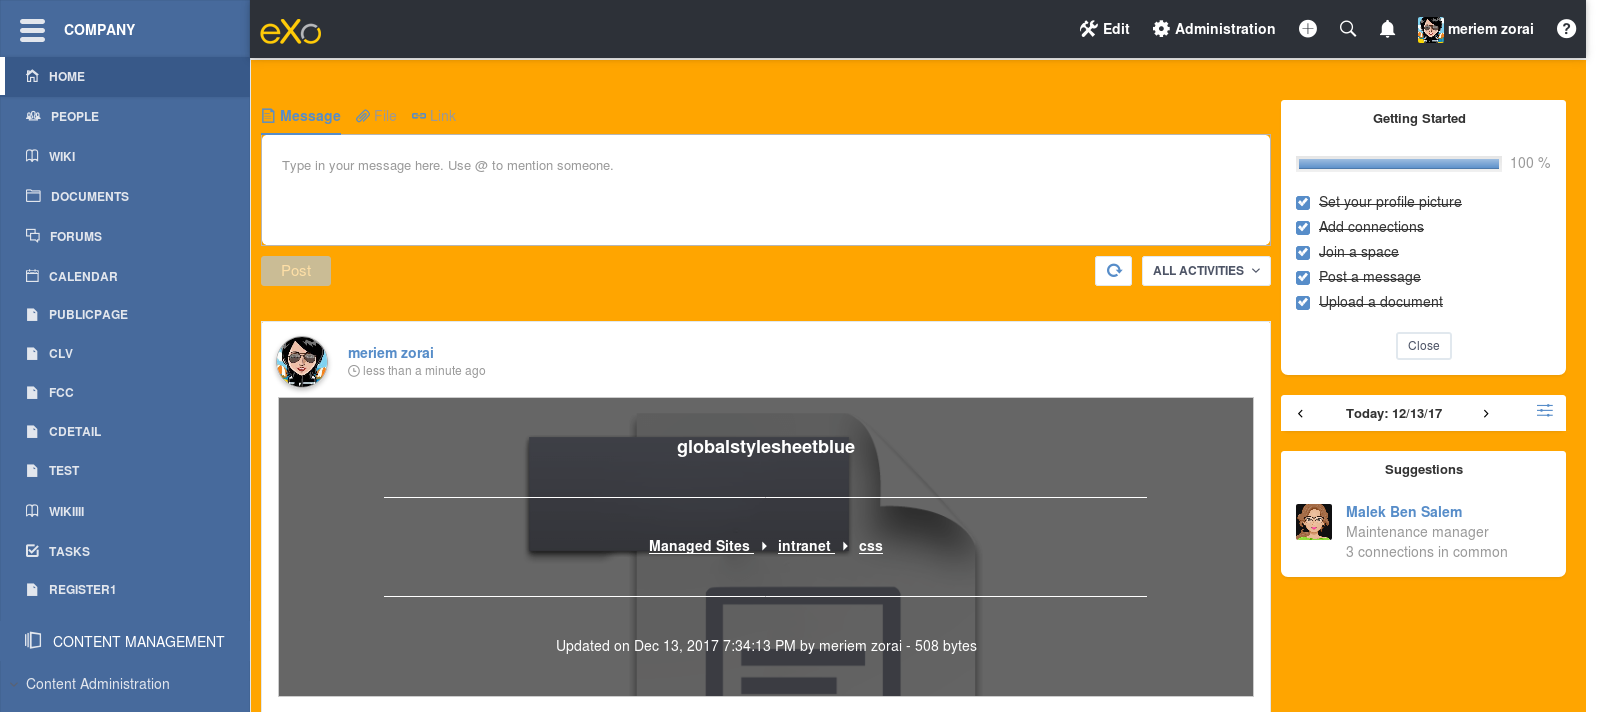 COMPANY
eXo
Edit
Administration
meriem zorai
?
HOME
PEOPLE
WIKI
DOCUMENTS
FORUMS
CALENDAR
PUBLICPAGE
CLV
FCC
CDETAIL
TEST
WIKIIII
TASKS
REGISTER1
CONTENT MANAGEMENT
Content Administration
Message File Link
Type in your message here. Use @ to mention someone.
Post
ALL ACTIVITIES
meriem zorai
less than a minute ago
globalstylesheetblue
Managed Sites intranet css
Updated on Dec 13, 2017 7:34:13 PM by meriem zorai - 508 bytes
Getting Started
100 %
Set your profile picture
Add connections
Join a space
Post a message
Upload a document
Close
Today: 12/13/17
Suggestions
Malek Ben Salem
Maintenance manager
3 connections in common